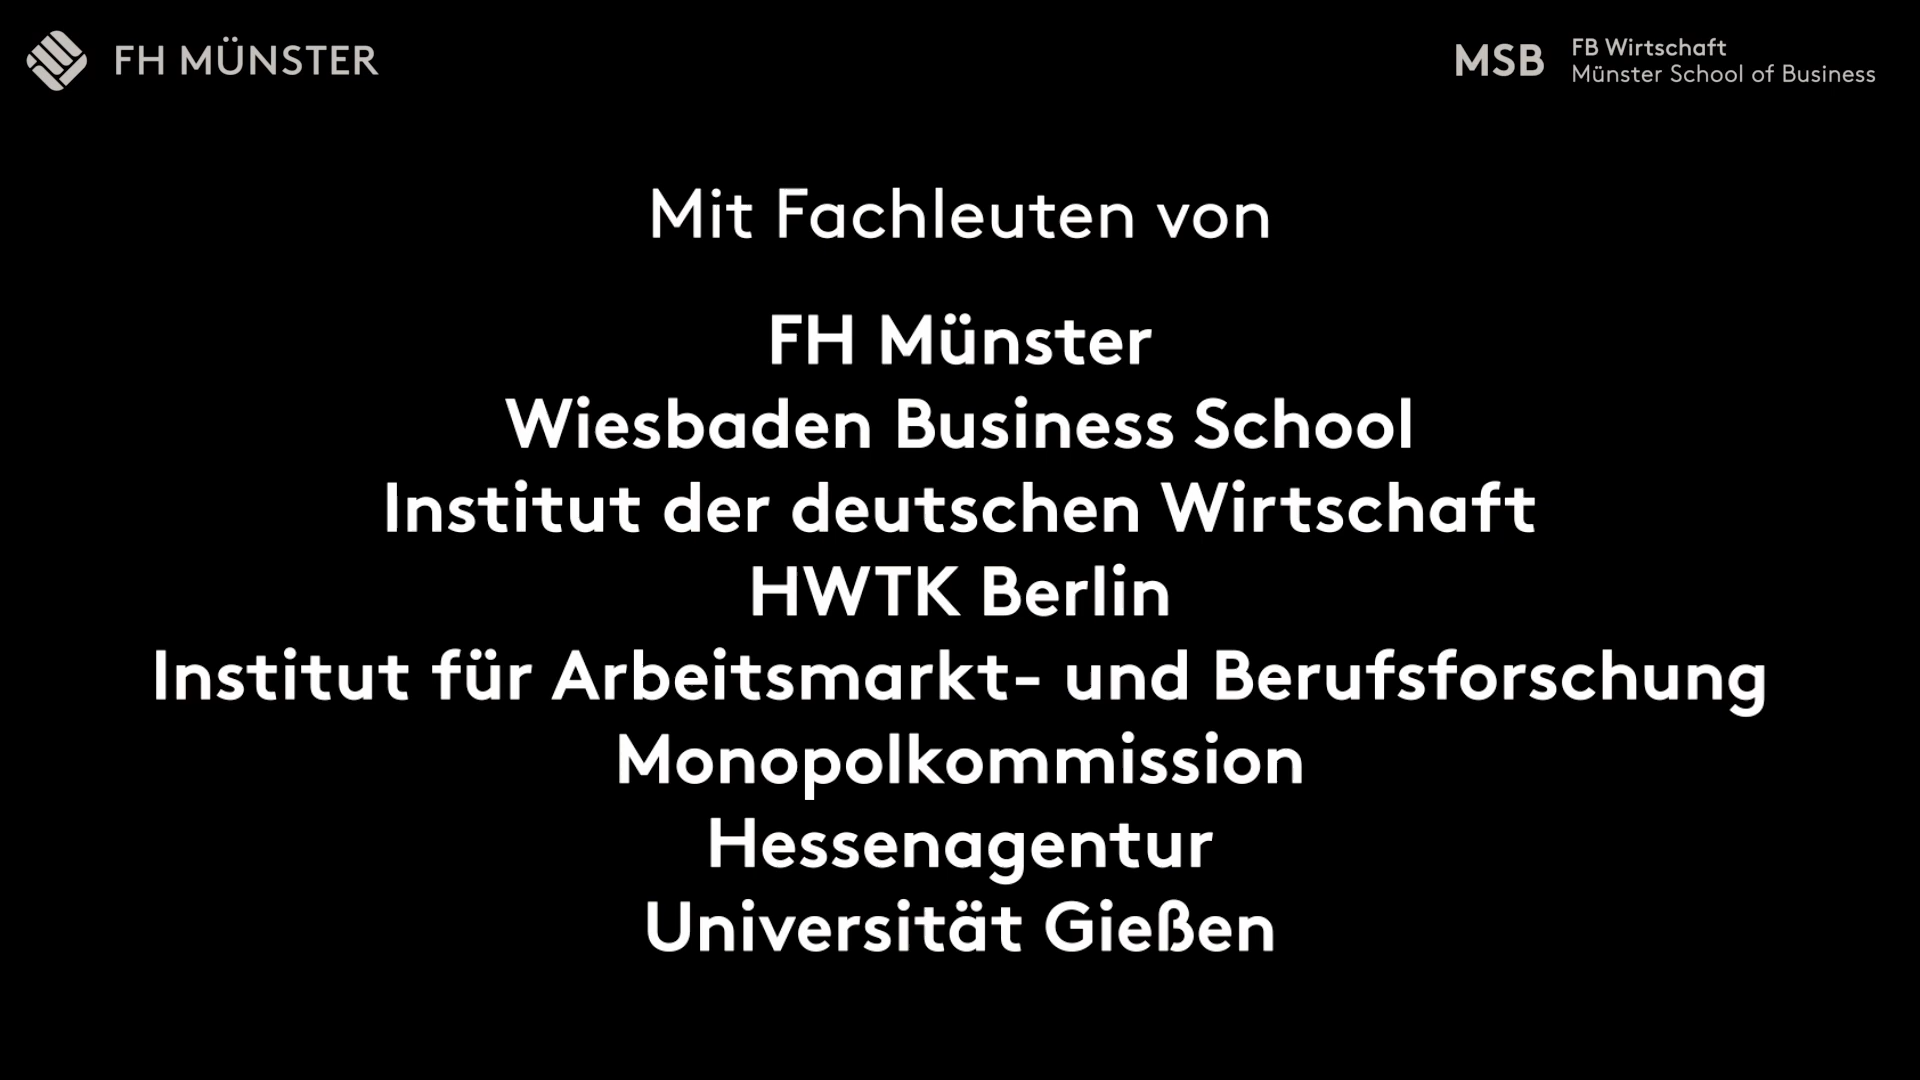 FH MÜNSTER
MSB
FB Wirtschaft
Münster School of Business
Mit Fachleuten von
FH Münster
Wiesbaden Business School
Institut der deutschen Wirtschaft
HWTK Berlin
Institut für Arbeitsmarkt- und Berufsforschung
Monopolkommission
Hessenagentur
Universität Gießen